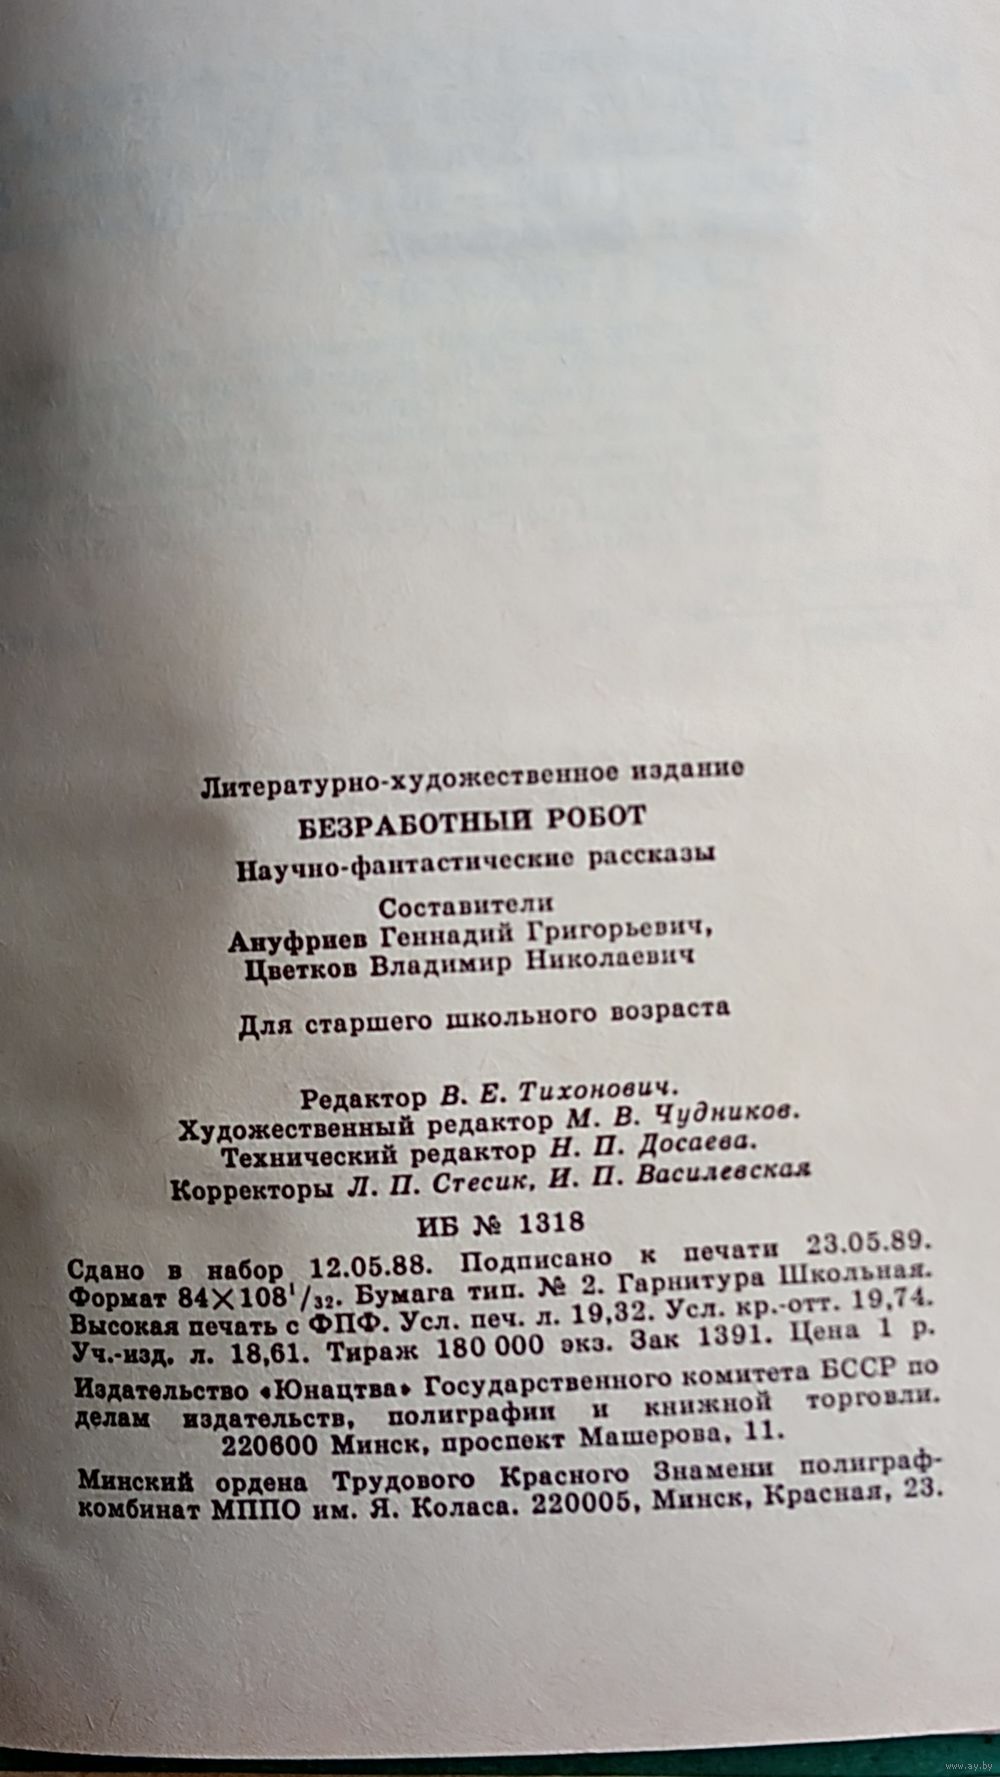 Литературно-художественное издание
БЕЗРАБОТНЫЙ РОБОТ
Научно-фантастические рассказы
Составители
Ануфриев Геннадий Григорьевич,
Цветков Владимир Николаевич
Для старшего школьного возраста
Редактор В. Е. Тихонович.
Художественный редактор М. В. Чудников.
Технический редактор Н. П. Досаева.
Корректоры Л. П. Стесик, И. П. Василевская
ИБ № 1318
Сдано в набор 12.05.88. Подписано к печати 23.05.89.
Формат 84×108¹/₃₂. Бумага тип. № 2. Гарнитура Школьная.
Высокая печать с ФПФ. Усл. печ. л. 19,32. Усл. кр.-отт. 19,74.
Уч.-изд. л. 18,61. Тираж 180 000 экз. Зак 1391. Цена 1 р.
Издательство «Юнацтва» Государственного комитета БССР по
делам издательств, полиграфии и книжной торговли.
220600 Минск, проспект Машерова, 11.
Минский ордена Трудового Красного Знамени полиграф-
комбинат МППО им. Я. Коласа. 220005, Минск, Красная, 23.
www.ay.by